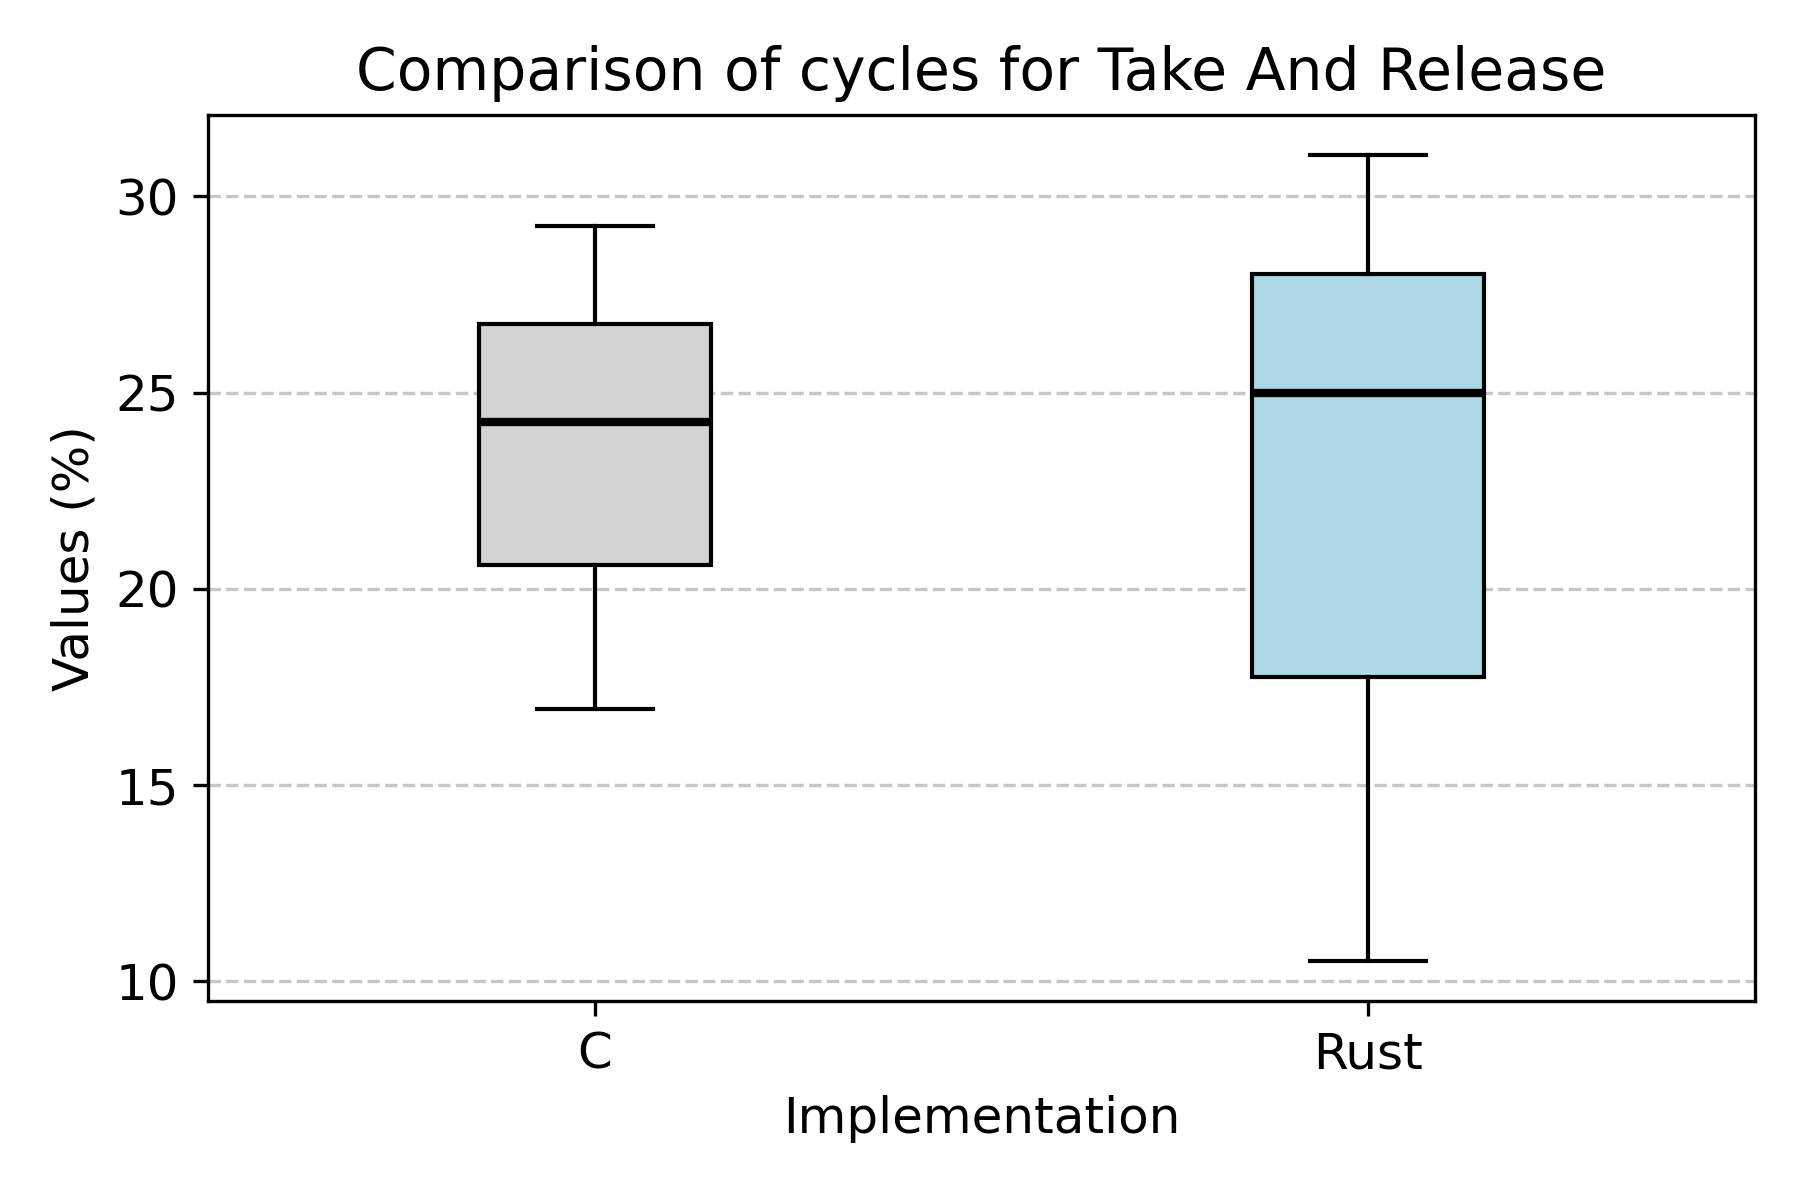 Comparison of cycles for Take And Release
30
25
20
15
10
Values (%)
C
Rust
Implementation